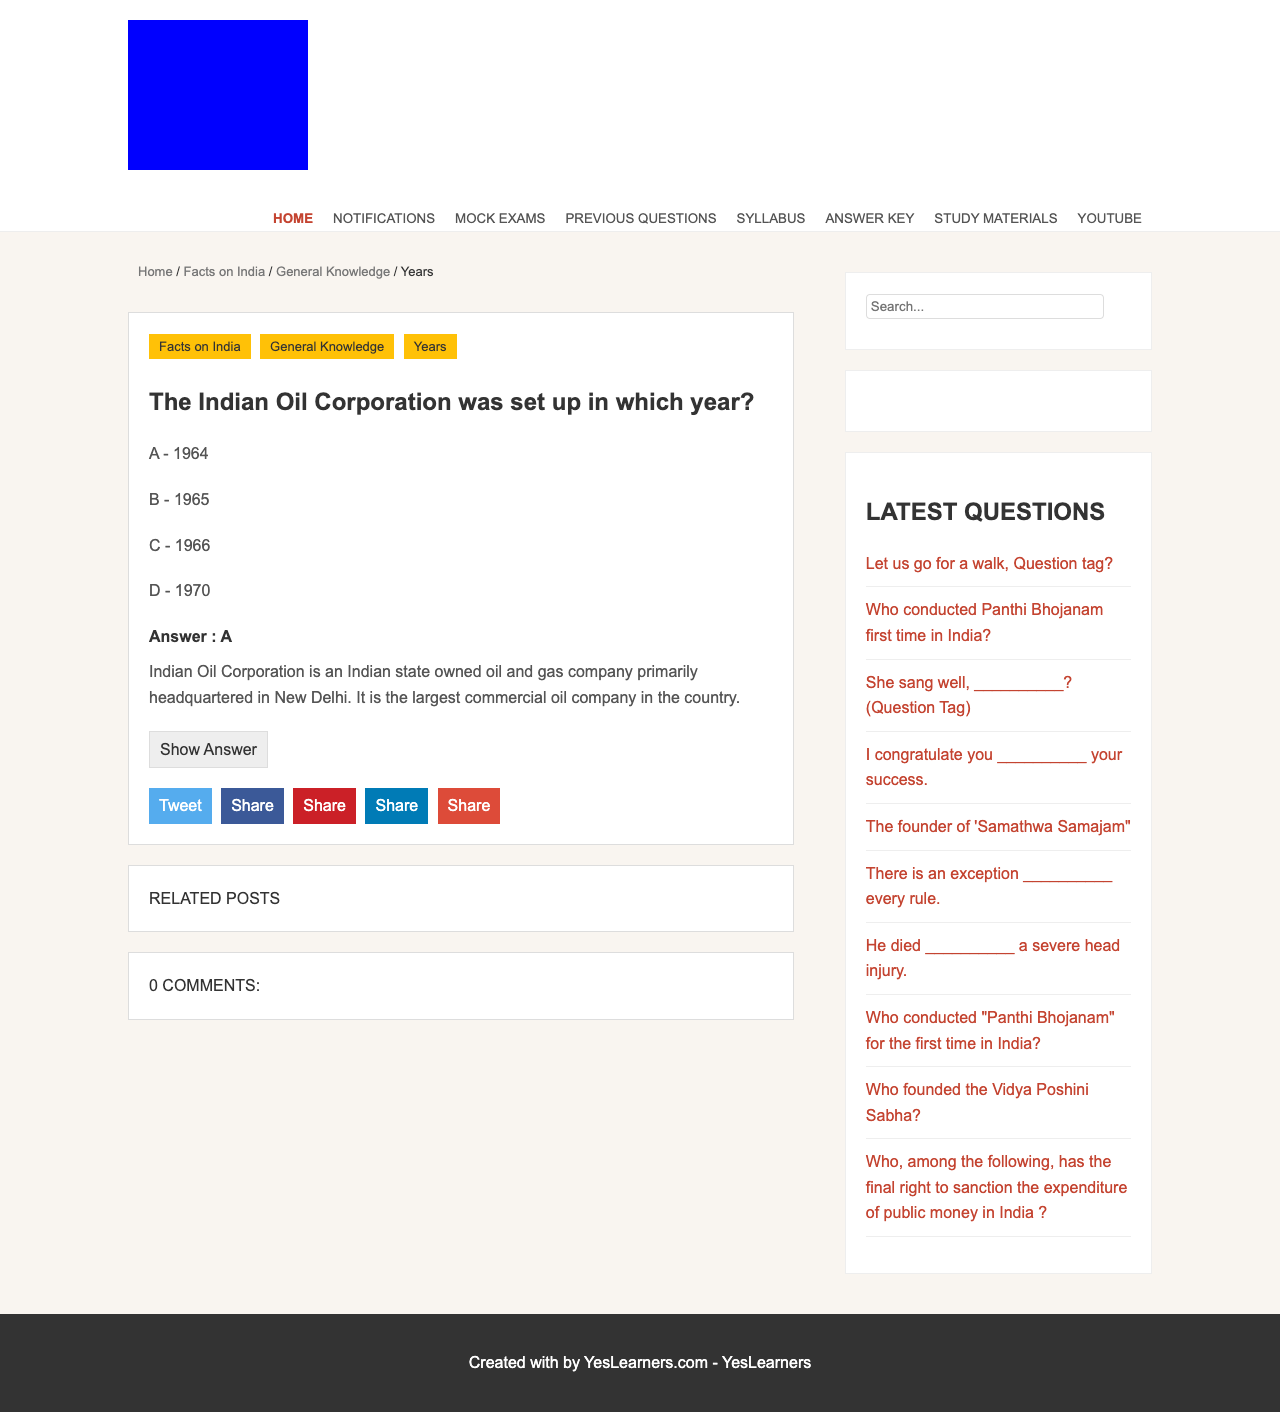 HOME NOTIFICATIONS MOCK EXAMS PREVIOUS QUESTIONS SYLLABUS ANSWER KEY STUDY MATERIALS YOUTUBE
Home / Facts on India / General Knowledge / Years
Facts on India General Knowledge Years
The Indian Oil Corporation was set up in which year?
A - 1964
B - 1965
C - 1966
D - 1970
Answer : A
Indian Oil Corporation is an Indian state owned oil and gas company primarily
headquartered in New Delhi. It is the largest commercial oil company in the country.
Show Answer
Tweet Share Share Share Share
RELATED POSTS
0 COMMENTS:
Search...
LATEST QUESTIONS
Let us go for a walk, Question tag?
Who conducted Panthi Bhojanam
first time in India?
She sang well, __________?
(Question Tag)
I congratulate you __________ your
success.
The founder of 'Samathwa Samajam"
There is an exception __________
every rule.
He died __________ a severe head
injury.
Who conducted "Panthi Bhojanam"
for the first time in India?
Who founded the Vidya Poshini
Sabha?
Who, among the following, has the
final right to sanction the expenditure
of public money in India ?
Created with by YesLearners.com - YesLearners